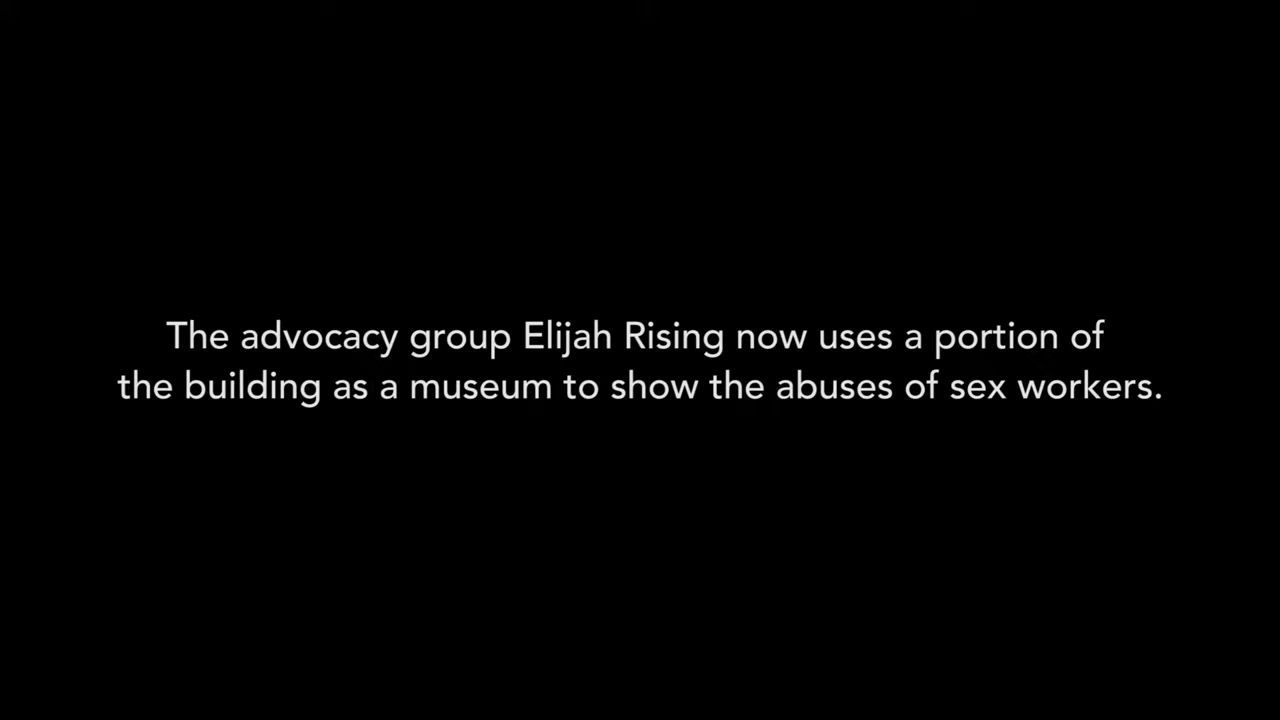 The advocacy group Elijah Rising now uses a portion of
the building as a museum to show the abuses of sex workers.